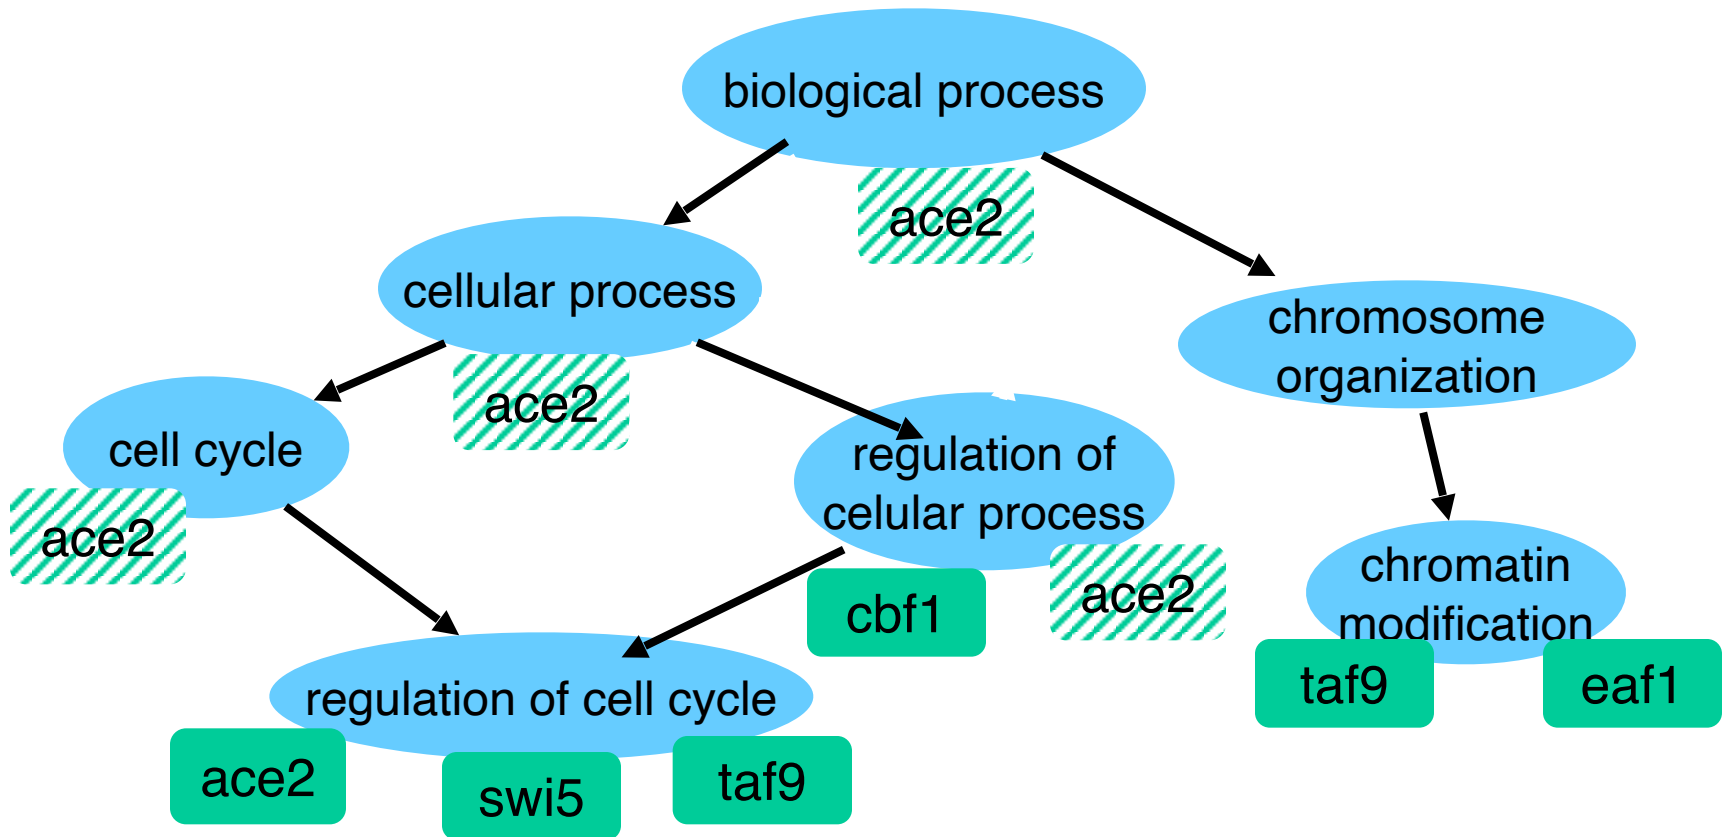 biological process
ace2
cellular process
ace2
chromosome
organization
cell cycle
ace2
regulation of
celular process
cbf1
ace2
chromatin
modification
taf9
eaf1
regulation of cell cycle
ace2
swi5
taf9